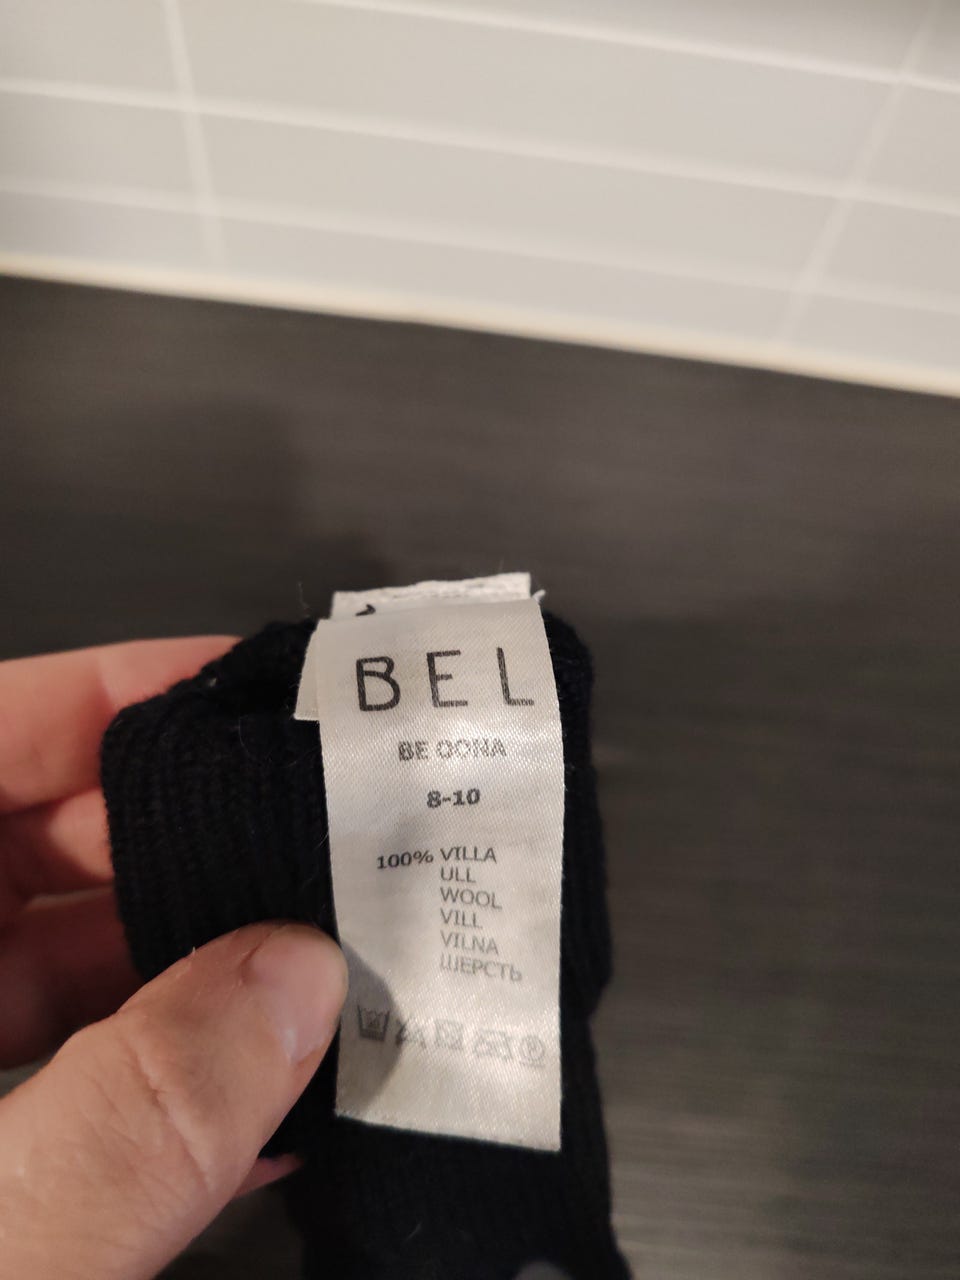 BEL
BE OONA
8-10
100% VILLA
ULL
WOOL
VILL
VILNA
ШЕРСТЬ